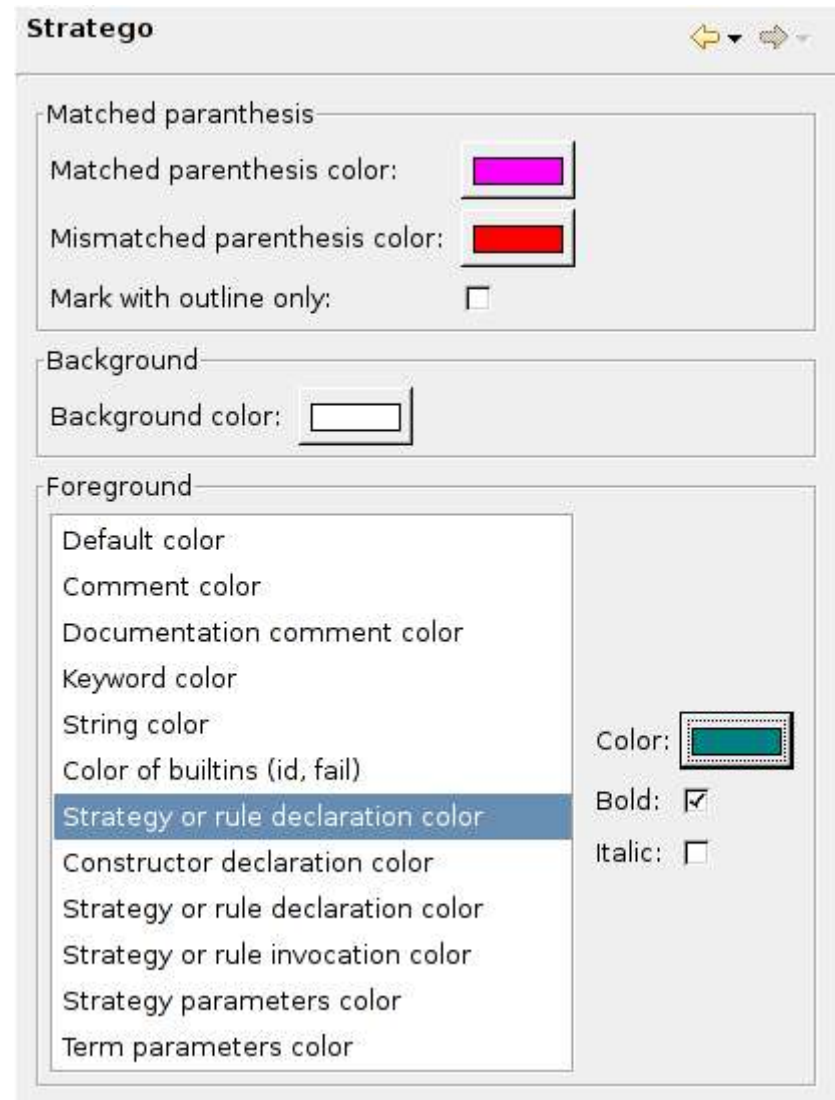 Stratego
Matched paranthesis
Matched parenthesis color:
Mismatched parenthesis color:
Mark with outline only:
Background
Background color:
Foreground
Default color
Comment color
Documentation comment color
Keyword color
String color
Color of builtins (id, fail)
Strategy or rule declaration color
Constructor declaration color
Strategy or rule declaration color
Strategy or rule invocation color
Strategy parameters color
Term parameters color
Color:
Bold:
Italic: